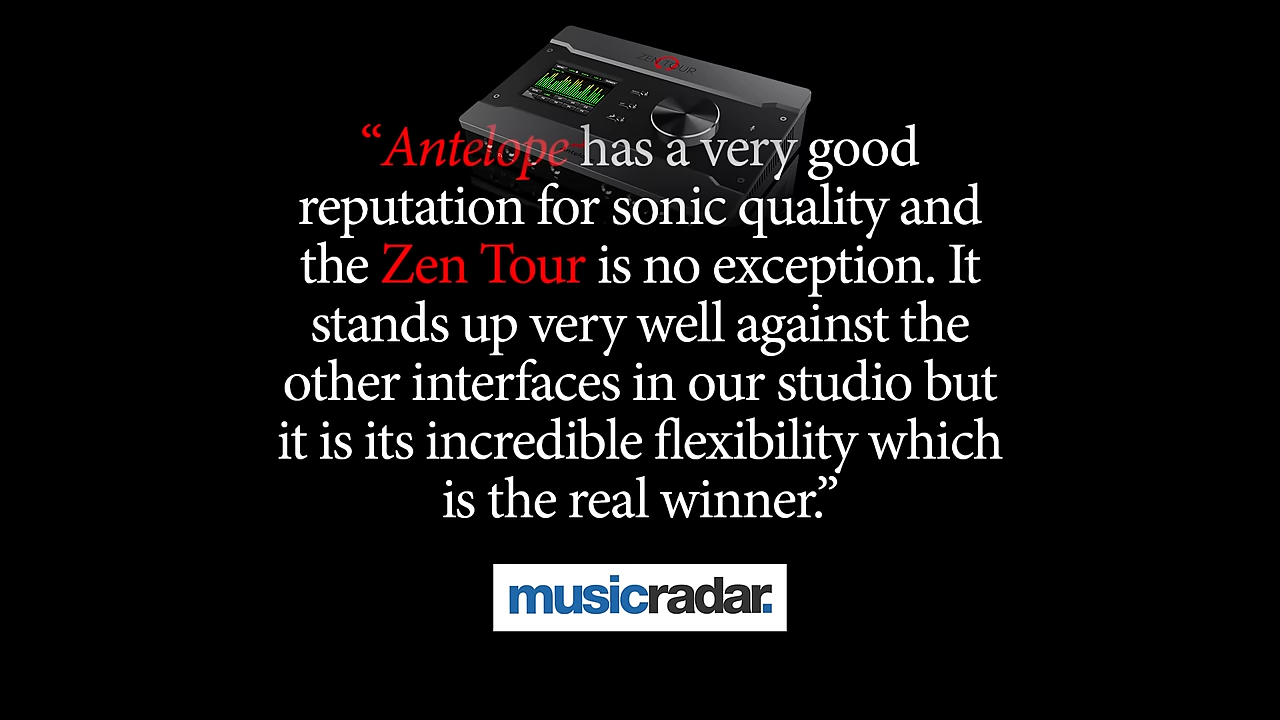 ZEN TOUR
“Antelope has a very good
reputation for sonic quality and
the Zen Tour is no exception. It
stands up very well against the
other interfaces in our studio but
it is its incredible flexibility which
is the real winner.”
musicradar.